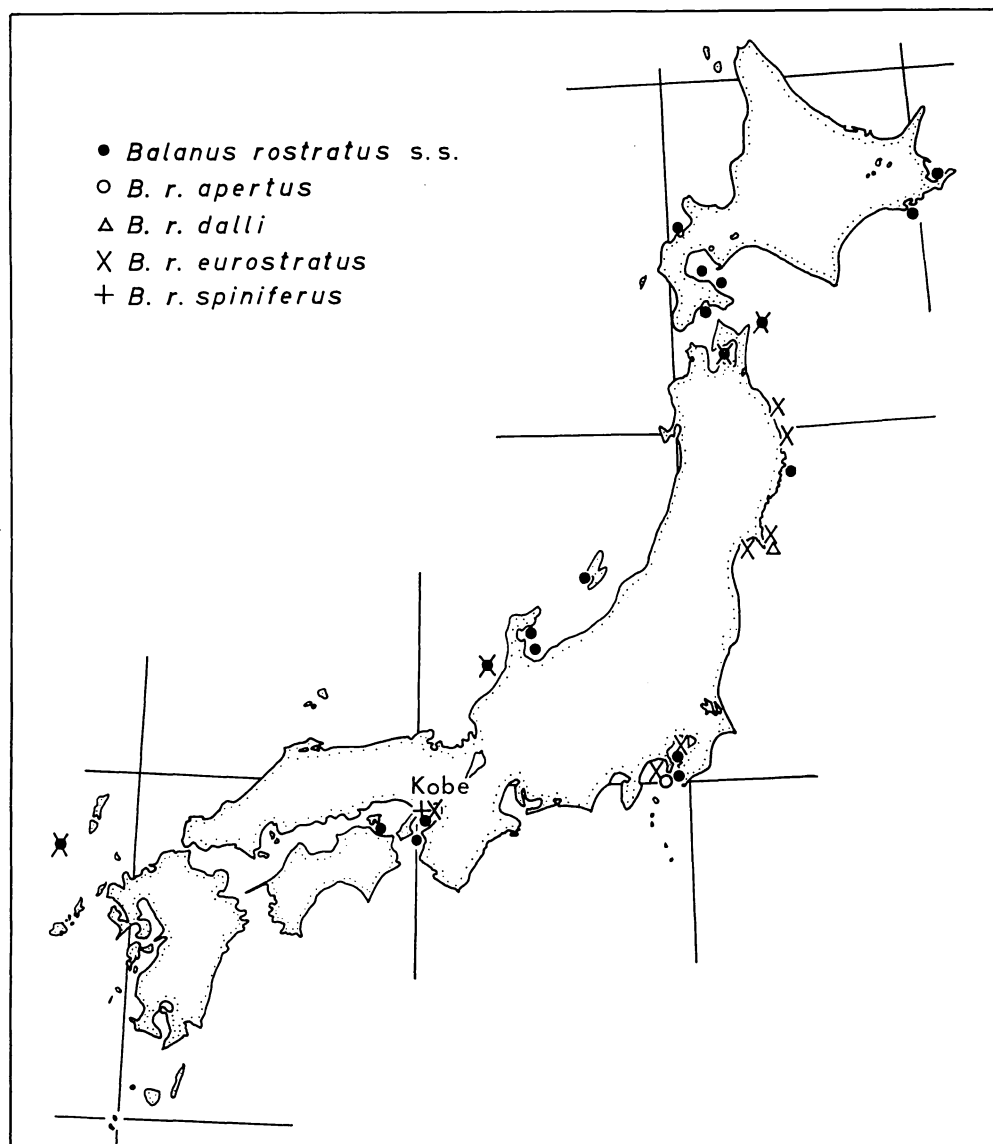 Balanus rostratus s.s.
B. r. apertus
B. r. dalli
B. r. eurostratus
B. r. spiniferus
Kobe